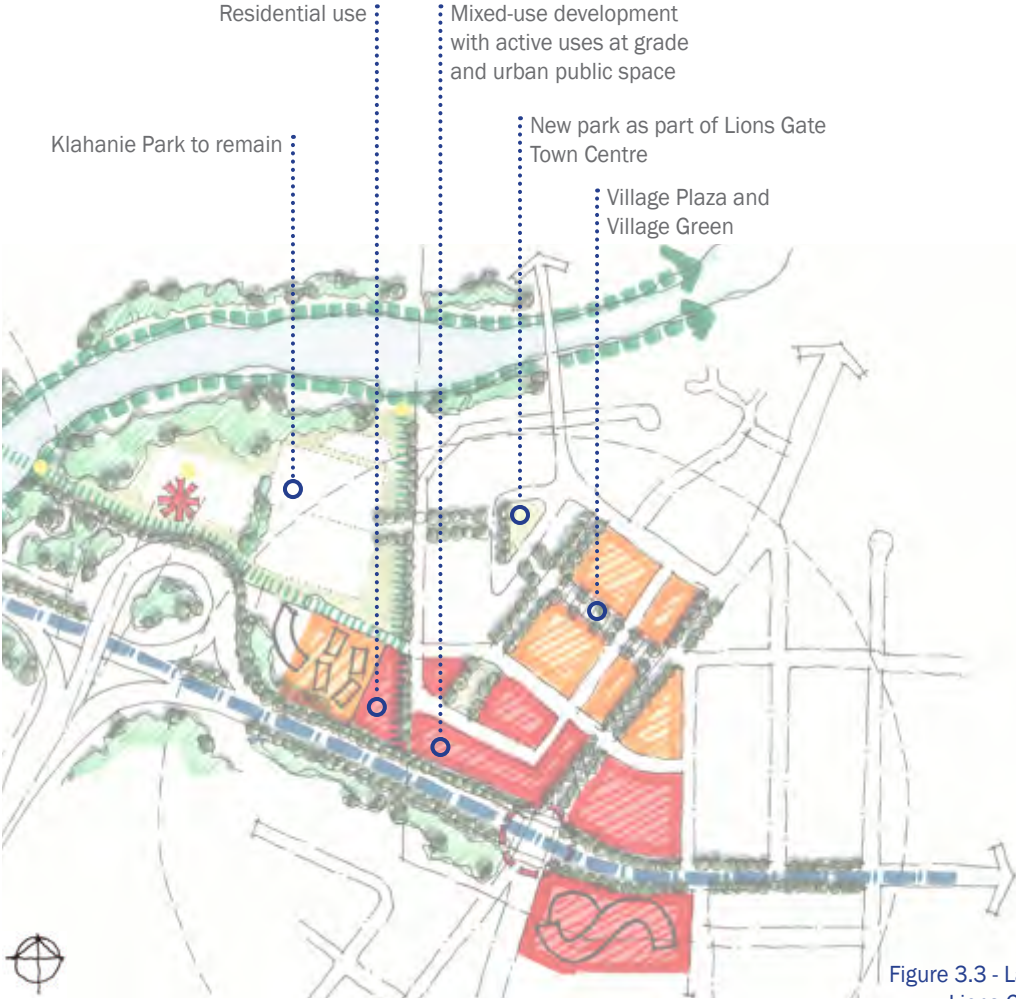 Residential use
Mixed-use development
with active uses at grade
and urban public space
Klahanie Park to remain
New park as part of Lions Gate
Town Centre
Village Plaza and
Village Green
Figure 3.3 -